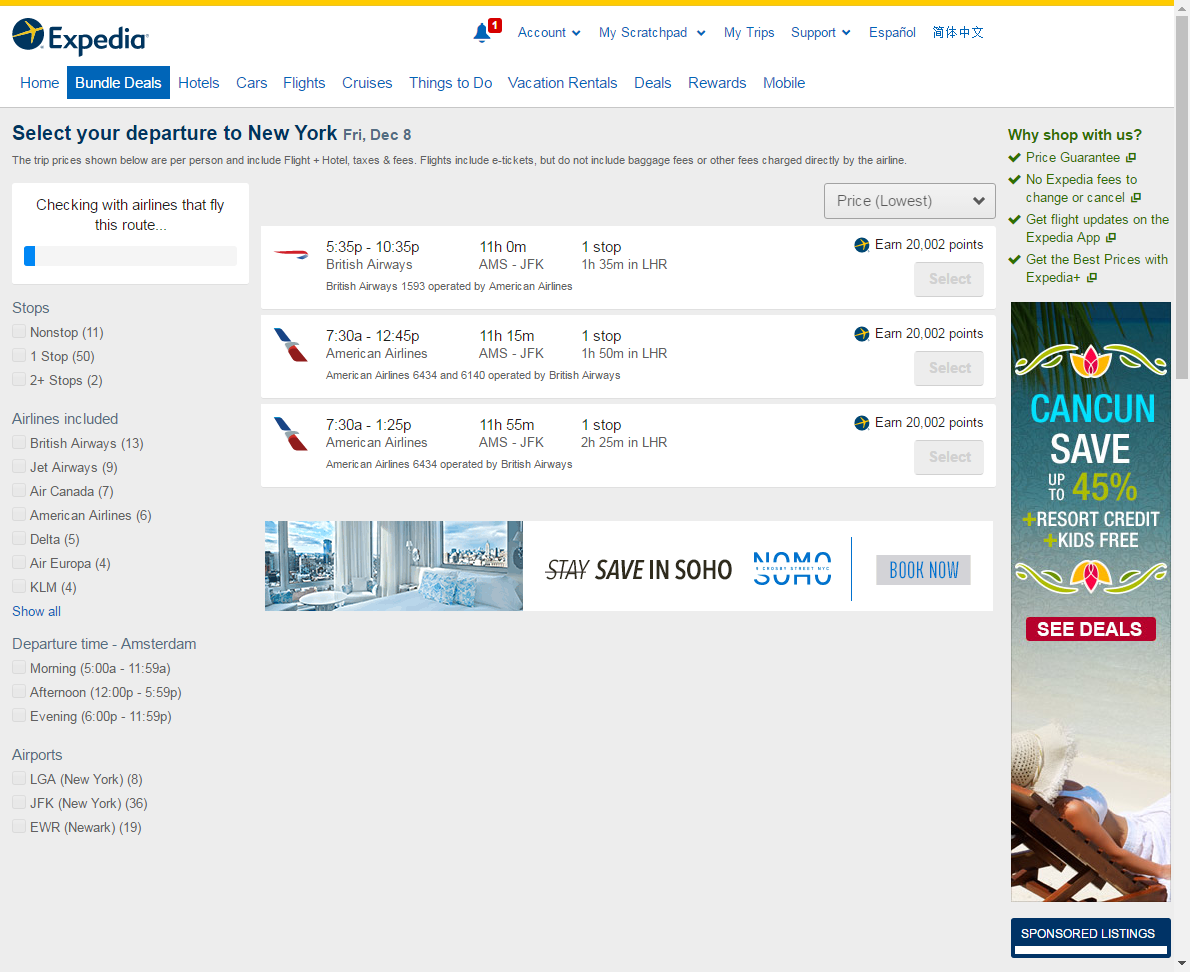 Expedia
1
Account
My Scratchpad
My Trips
Support
Español
简体中文
Home
Bundle Deals
Hotels
Cars
Flights
Cruises
Things to Do
Vacation Rentals
Deals
Rewards
Mobile
Select your departure to New York Fri, Dec 8
The trip prices shown below are per person and include Flight + Hotel, taxes & fees. Flights include e-tickets, but do not include baggage fees or other fees charged directly by the airline.
Checking with airlines that fly
this route...
Stops
Nonstop (11)
1 Stop (50)
2+ Stops (2)
Airlines included
British Airways (13)
Jet Airways (9)
Air Canada (7)
American Airlines (6)
Delta (5)
Air Europa (4)
KLM (4)
Show all
Departure time - Amsterdam
Morning (5:00a - 11:59a)
Afternoon (12:00p - 5:59p)
Evening (6:00p - 11:59p)
Airports
LGA (New York) (8)
JFK (New York) (36)
EWR (Newark) (19)
Price (Lowest)
5:35p - 10:35p 11h 0m 1 stop Earn 20,002 points
British Airways AMS - JFK 1h 35m in LHR
Select
British Airways 1593 operated by American Airlines
7:30a - 12:45p 11h 15m 1 stop Earn 20,002 points
American Airlines AMS - JFK 1h 50m in LHR
Select
American Airlines 6434 and 6140 operated by British Airways
7:30a - 1:25p 11h 55m 1 stop Earn 20,002 points
American Airlines AMS - JFK 2h 25m in LHR
Select
American Airlines 6434 operated by British Airways
STAY SAVE IN SOHO
NOMO
9 CROSBY STREET NYC
SOHO
BOOK NOW
Why shop with us?
Price Guarantee
No Expedia fees to
change or cancel
Get flight updates on the
Expedia App
Get the Best Prices with
Expedia+
CANCUN
SAVE
UP
TO 45%
+RESORT CREDIT
+KIDS FREE
SEE DEALS
SPONSORED LISTINGS